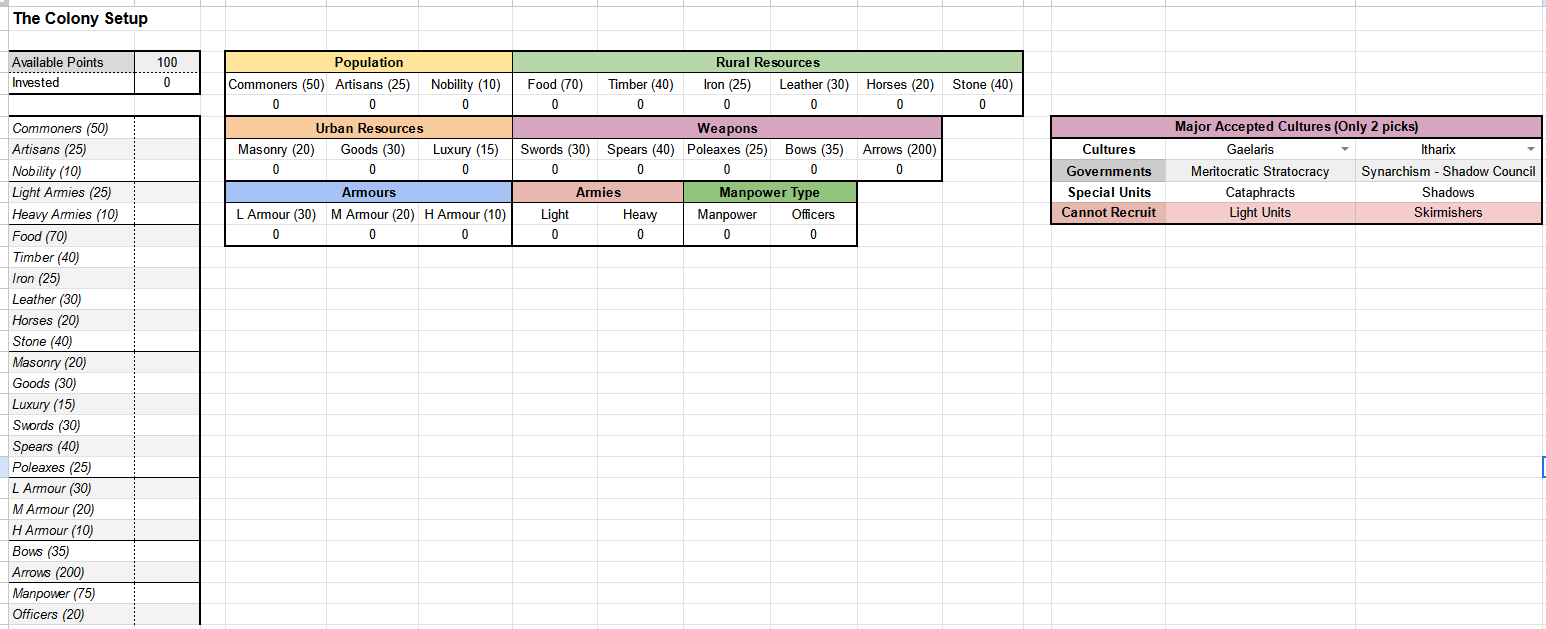 The Colony Setup
Available Points 100
Invested 0
Population Rural Resources
Commoners (50) Artisans (25) Nobility (10) Food (70) Timber (40) Iron (25) Leather (30) Horses (20) Stone (40)
0 0 0 0 0 0 0 0 0
Urban Resources Weapons
Masonry (20) Goods (30) Luxury (15) Swords (30) Spears (40) Poleaxes (25) Bows (35) Arrows (200)
0 0 0 0 0 0 0 0
Armours Armies Manpower Type
L Armour (30) M Armour (20) H Armour (10) Light Heavy Manpower Officers
0 0 0 0 0 0 0
Major Accepted Cultures (Only 2 picks)
Cultures Gaelaris Itharix
Governments Meritocratic Stratocracy Synarchism - Shadow Council
Special Units Cataphracts Shadows
Cannot Recruit Light Units Skirmishers
Commoners (50)
Artisans (25)
Nobility (10)
Light Armies (25)
Heavy Armies (10)
Food (70)
Timber (40)
Iron (25)
Leather (30)
Horses (20)
Stone (40)
Masonry (20)
Goods (30)
Luxury (15)
Swords (30)
Spears (40)
Poleaxes (25)
L Armour (30)
M Armour (20)
H Armour (10)
Bows (35)
Arrows (200)
Manpower (75)
Officers (20)